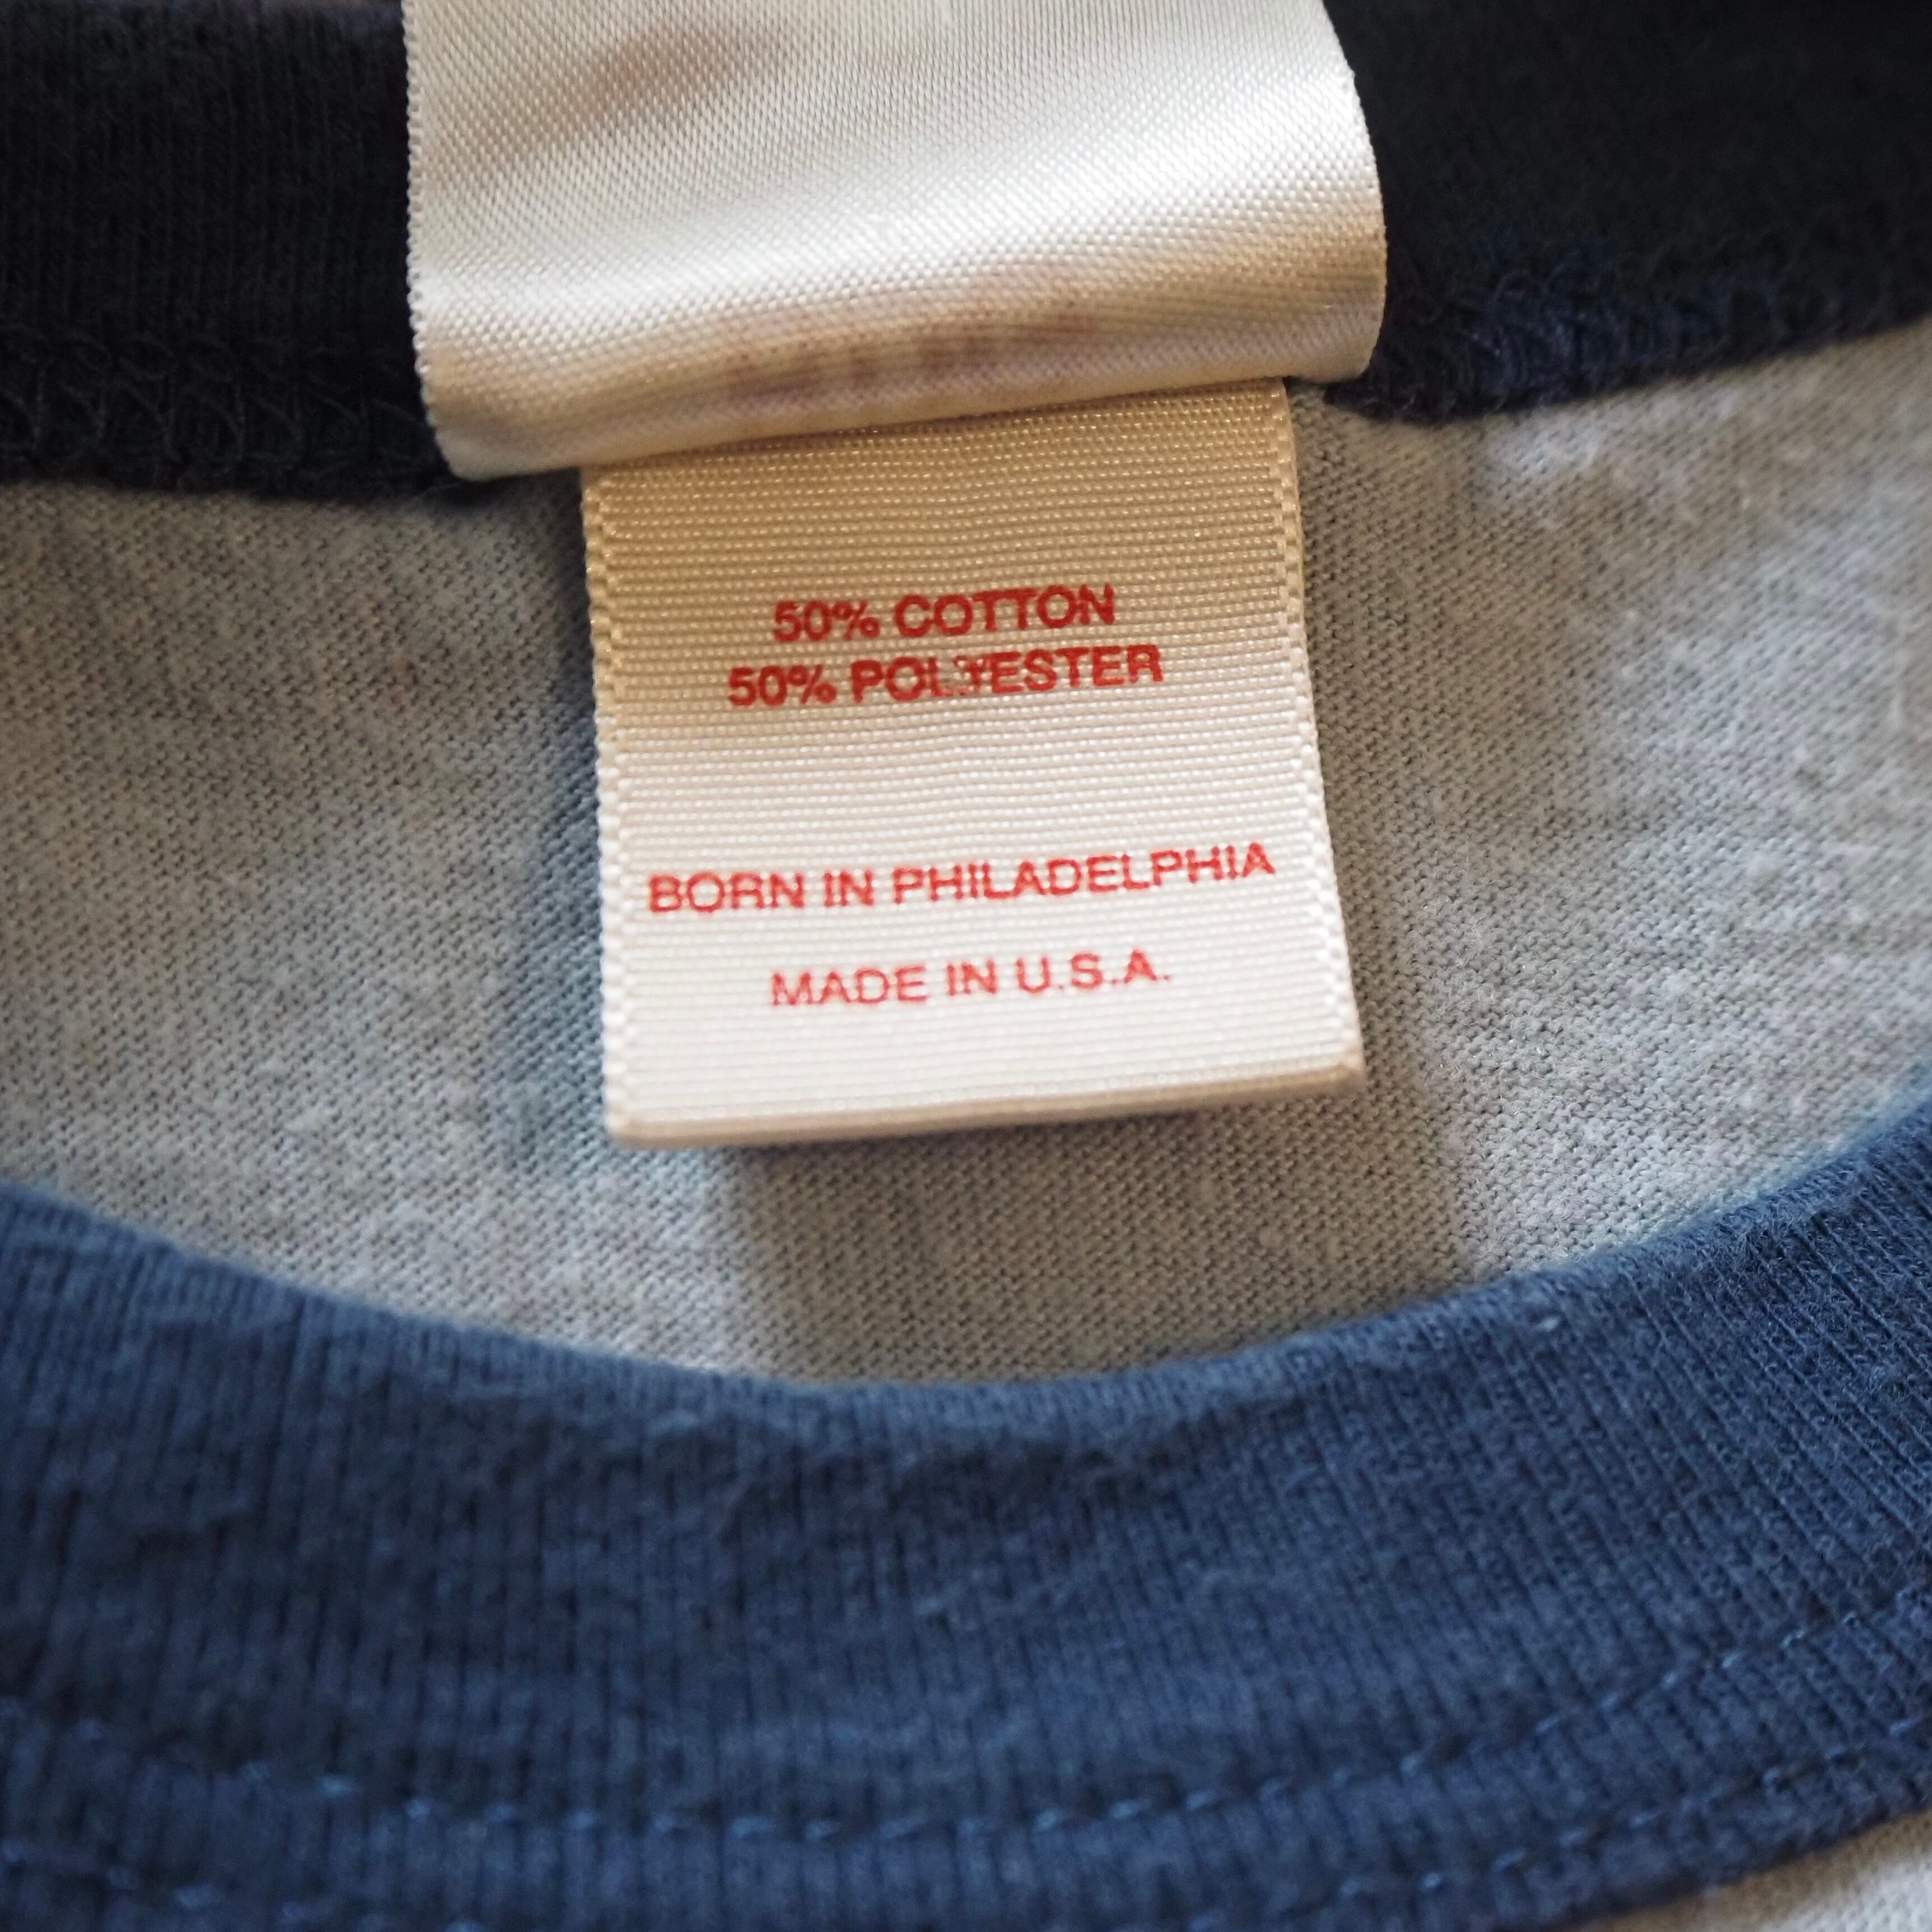 50% COTTON
50% POLYESTER
BORN IN PHILADELPHIA
MADE IN U.S.A.